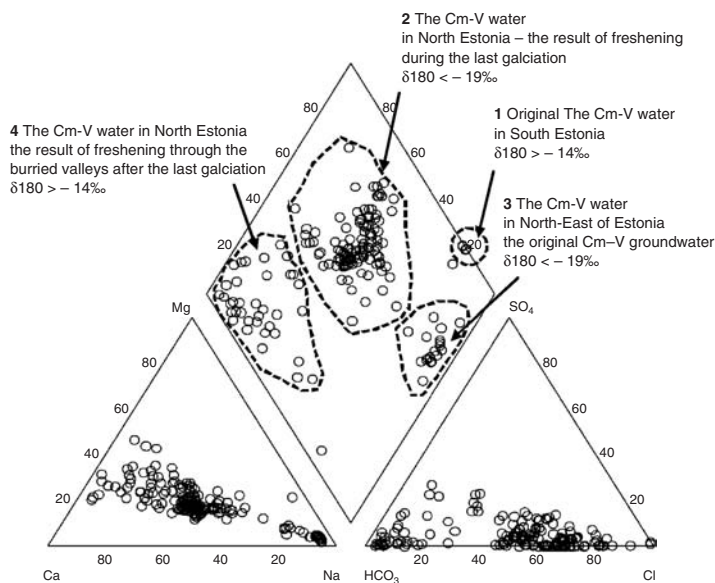 2 The Cm-V water
in North Estonia – the result of freshening
during the last galciation
δ180 < – 19‰
1 Original The Cm-V water
in South Estonia
δ180 > – 14‰
4 The Cm-V water in North Estonia
the result of freshening through the
burried valleys after the last galciation
δ180 > – 14‰
3 The Cm-V water
in North-East of Estonia
the original Cm–V groundwater
δ180 < – 19‰
80 80
60 60
40 40
20 20
Mg SO4
80 80
60 60
40 40
20 20
80 60 40 20 20 40 60 80
Ca Na HCO3 Cl